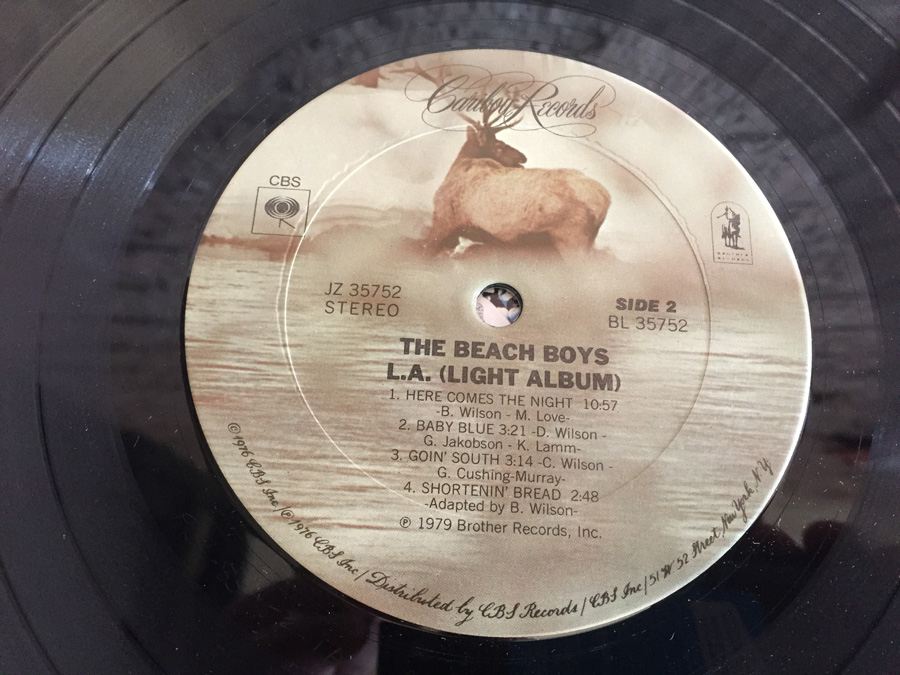 Caribou Records
CBS
BROTHER
RECORDS
JZ 35752
STEREO
SIDE 2
BL 35752
THE BEACH BOYS
L.A. (LIGHT ALBUM)
1. HERE COMES THE NIGHT 10:57
-B. Wilson - M. Love-
2. BABY BLUE 3:21 -D. Wilson -
G. Jakobson - K. Lamm-
3. GOIN' SOUTH 3:14 -C. Wilson -
G. Cushing-Murray-
4. SHORTENIN' BREAD 2:48
-Adapted by B. Wilson-
℗ 1979 Brother Records, Inc.
©1976 CBS Inc/℗ 1976 CBS Inc / Distributed by CBS Records / CBS Inc/51 W 52 Street, New York, N.Y.